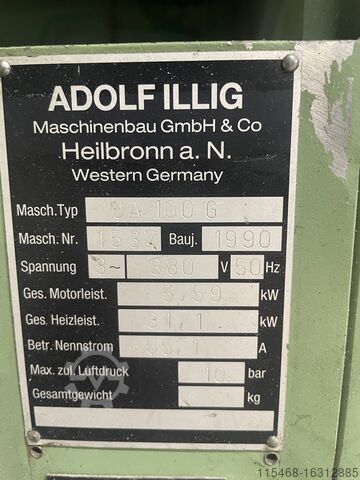 ADOLF ILLIG
Maschinenbau GmbH & Co
Heilbronn a. N.
Western Germany
Masch.Typ UA 100 G
Masch. Nr. 1537 Bauj. 1990
Spannung 3~ 380 V 50 Hz
Ges. Motorleist. 5,59 kW
Ges. Heizleist. 31,1 kW
Betr. Nennstrom 65,1 A
Max. zul. Luftdruck 10 bar
Gesamtgewicht kg
115468-16312885